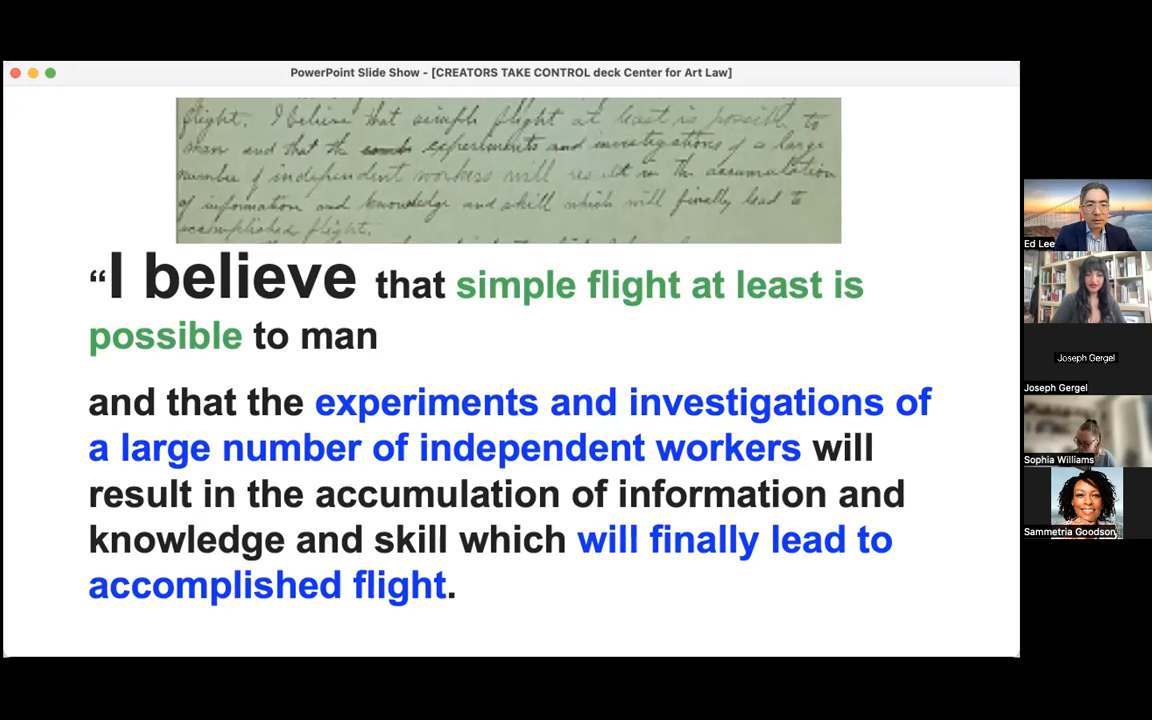 PowerPoint Slide Show - [CREATORS TAKE CONTROL deck Center for Art Law]
flight. I believe that simple flight at least is possible to
man and that the experiments and investigations of a large
number of independent workers will result in the accumulation
of information and knowledge and skill which will finally lead to
accomplished flight.
“I believe that simple flight at least is
possible to man
and that the experiments and investigations of
a large number of independent workers will
result in the accumulation of information and
knowledge and skill which will finally lead to
accomplished flight.
Ed Lee
Joseph Gergel
Joseph Gergel
Sophia Williams
Sammetria Goodson